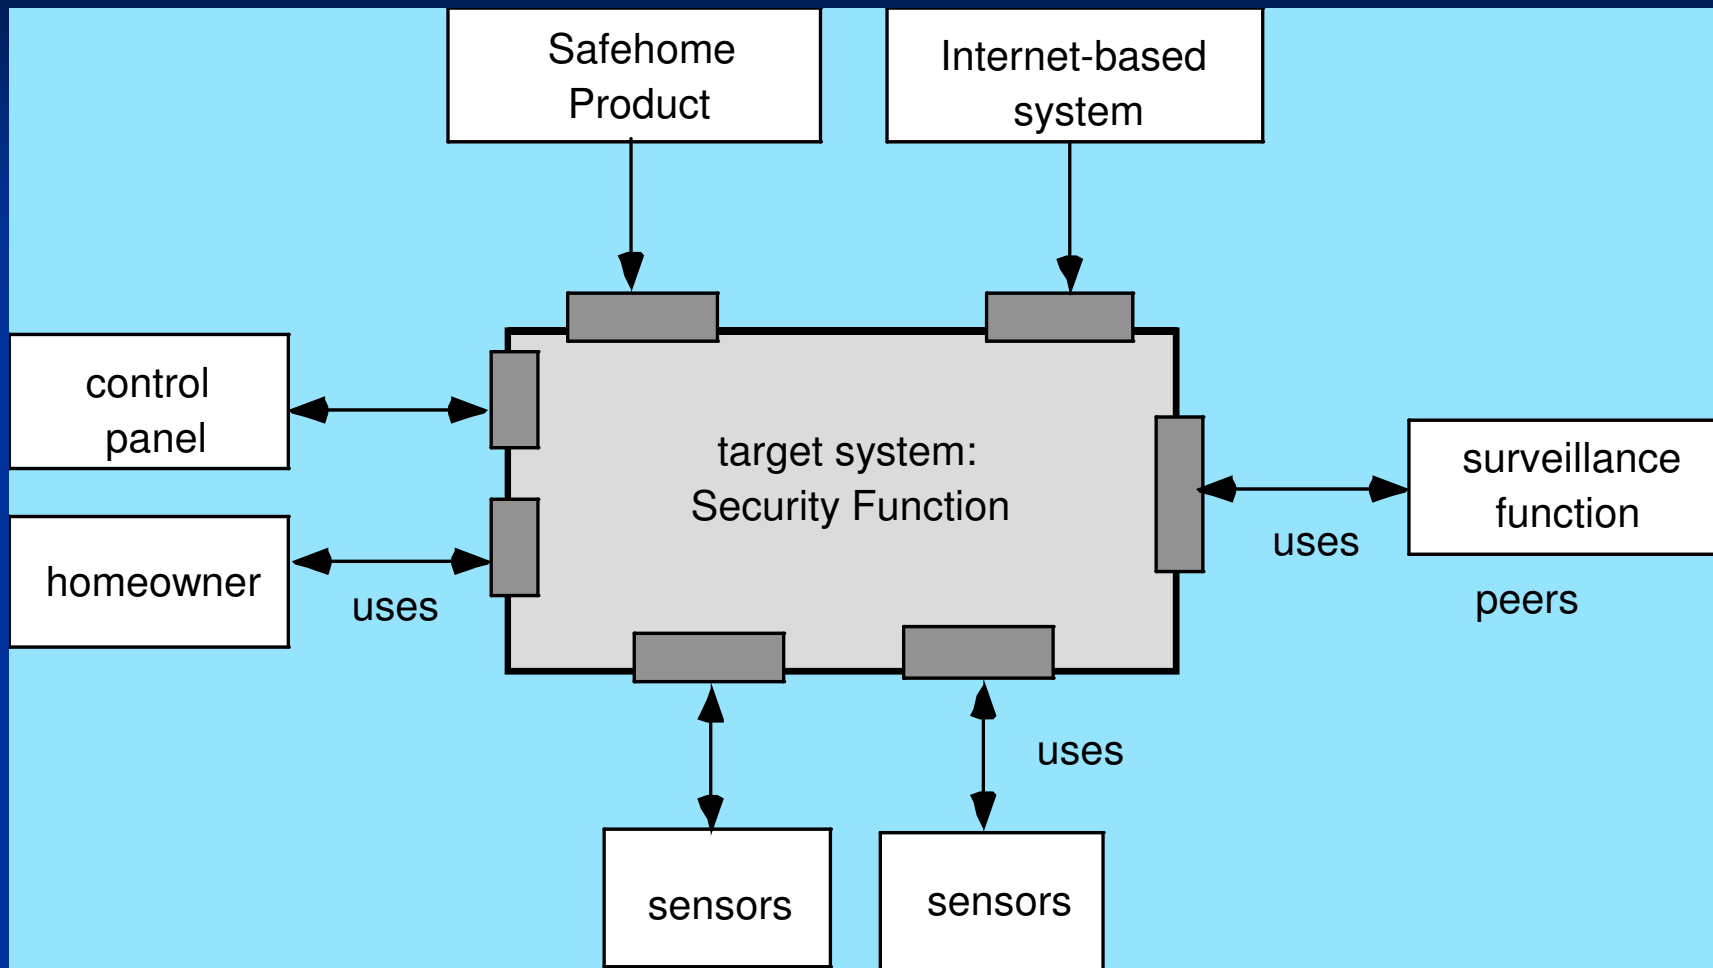 Safehome
Product
Internet-based
system
control
panel
target system:
Security Function
surveillance
function
uses
peers
homeowner
uses
uses
sensors
sensors